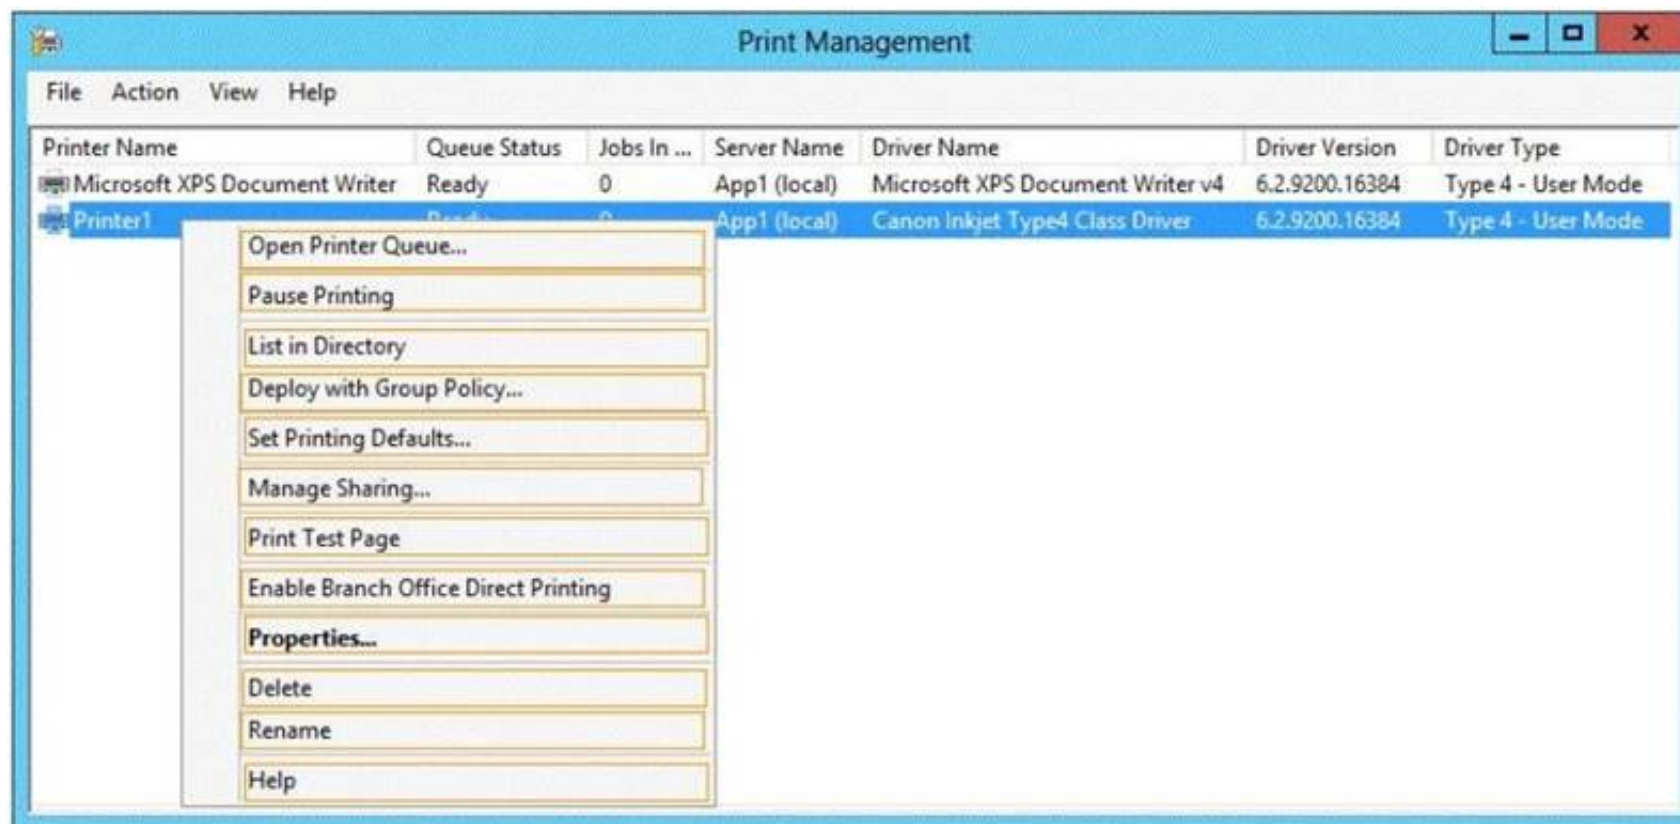 Print Management
File Action View Help
Printer Name Queue Status Jobs In ... Server Name Driver Name Driver Version Driver Type
Microsoft XPS Document Writer Ready 0 App1 (local) Microsoft XPS Document Writer v4 6.2.9200.16384 Type 4 - User Mode
Printer1 Ready 0 App1 (local) Canon Inkjet Type4 Class Driver 6.2.9200.16384 Type 4 - User Mode
Open Printer Queue...
Pause Printing
List in Directory
Deploy with Group Policy...
Set Printing Defaults...
Manage Sharing...
Print Test Page
Enable Branch Office Direct Printing
Properties...
Delete
Rename
Help